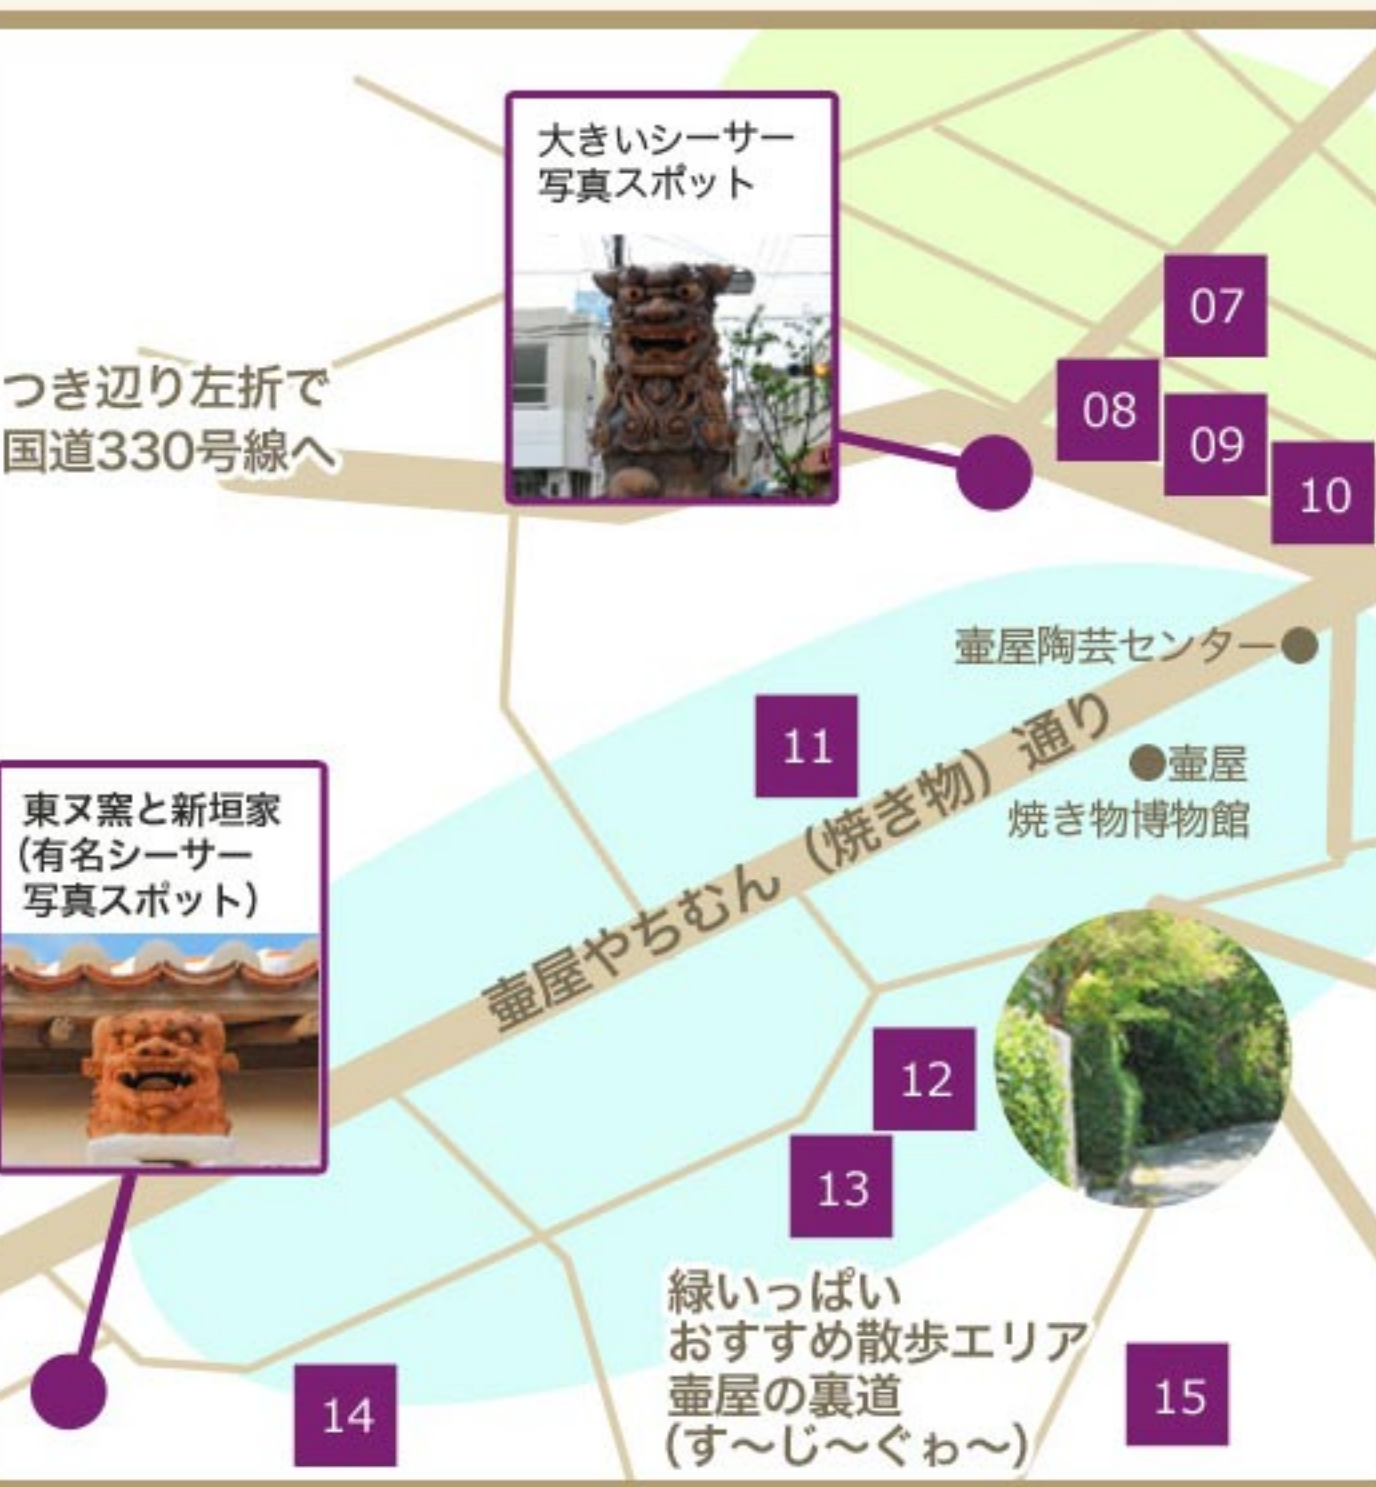 大きいシーサー
写真スポット
07
つき辺り左折で
国道330号線へ
08
09
10
壷屋陶芸センター
11
壷屋やちむん（焼き物）通り
壷屋
焼き物博物館
東ヌ窯と新垣家
(有名シーサー
写真スポット)
12
13
緑いっぱい
おすすめ散歩エリア
壷屋の裏道
(す～じ～ぐゎ～)
14
15